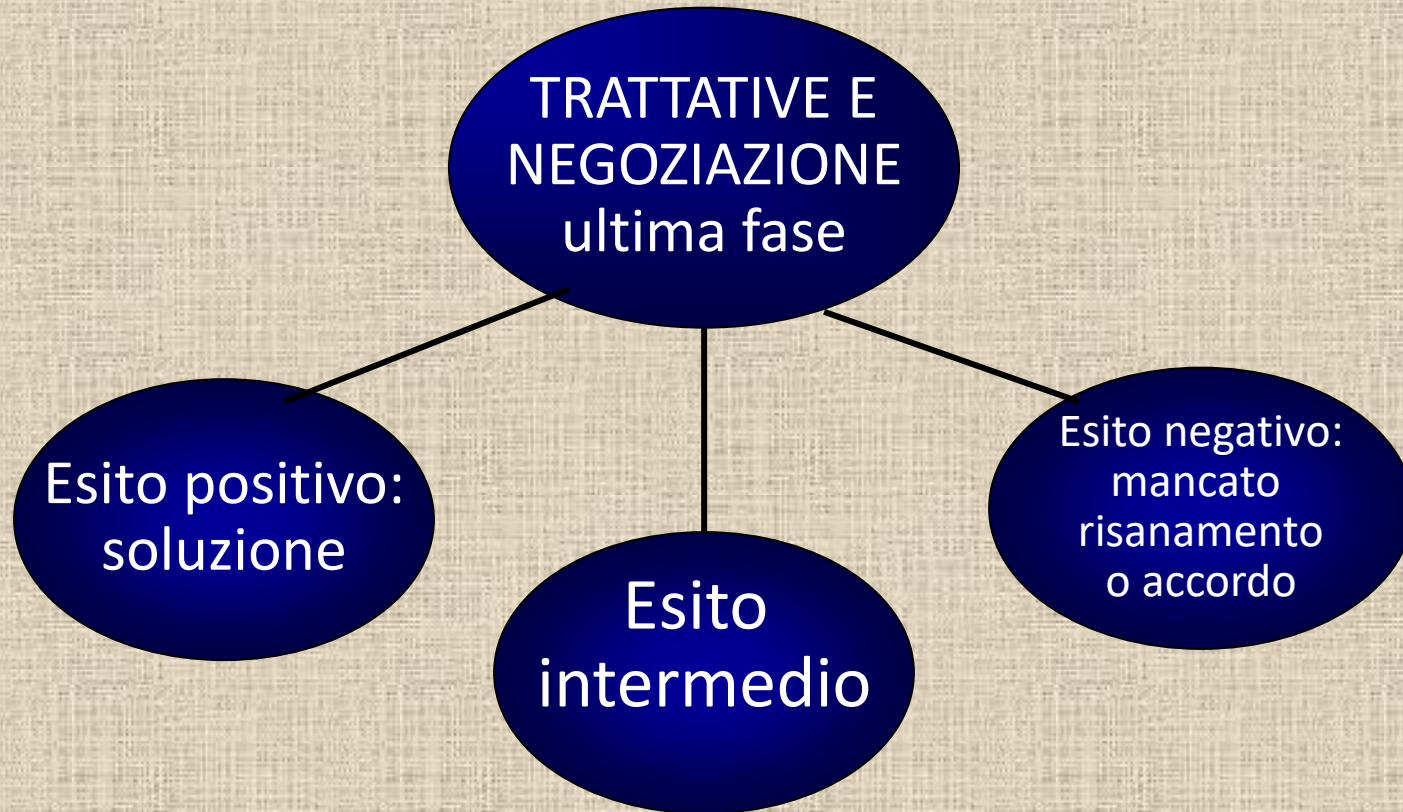 TRATTATIVE E
NEGOZIAZIONE
ultima fase
Esito positivo:
soluzione
Esito
intermedio
Esito negativo:
mancato
risanamento
o accordo